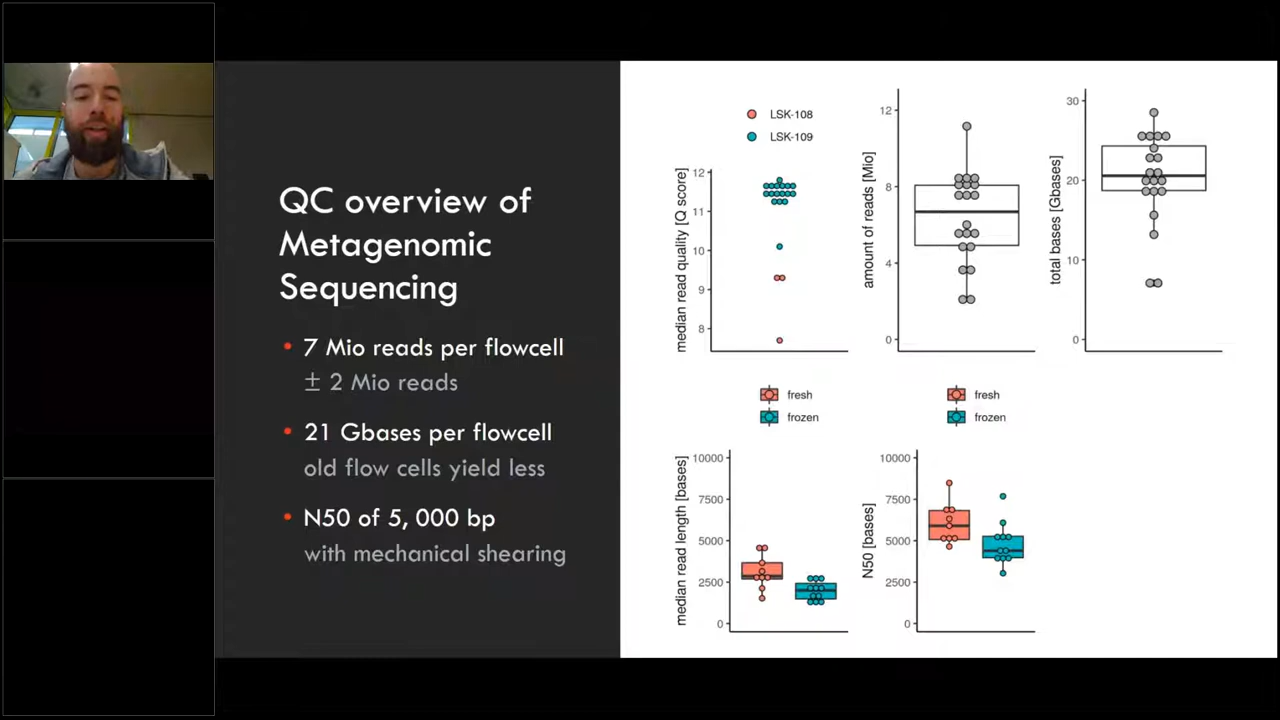 QC overview of
Metagenomic
Sequencing
• 7 Mio reads per flowcell
± 2 Mio reads
• 21 Gbases per flowcell
old flow cells yield less
• N50 of 5, 000 bp
with mechanical shearing
LSK-108
LSK-109
median read quality [Q score]
12
11
10
9
8
amount of reads [Mio]
12
8
4
0
total bases [Gbases]
30
20
10
0
fresh
frozen
median read length [bases]
10000
7500
5000
2500
0
fresh
frozen
N50 [bases]
10000
7500
5000
2500
0